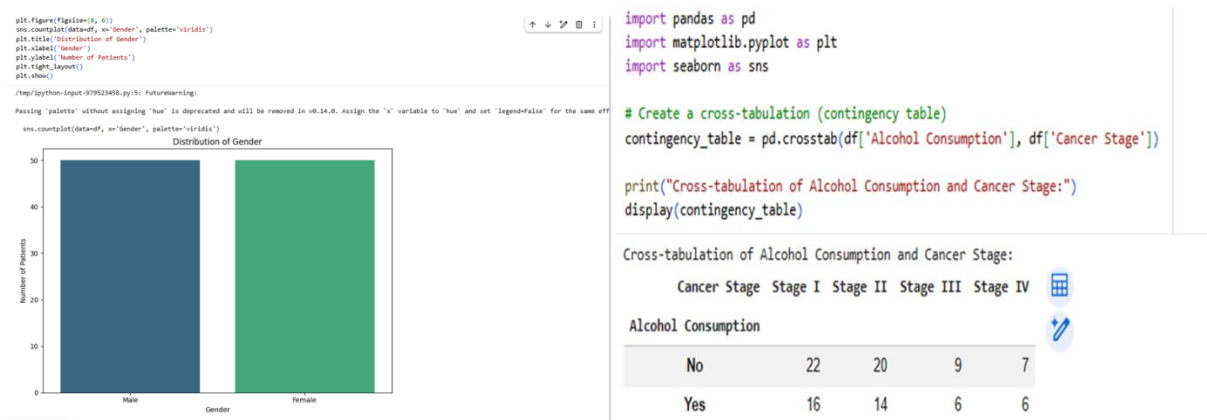 plt.figure(figsize=(8, 6))
sns.countplot(data=df, x='Gender', palette='viridis')
plt.title('Distribution of Gender')
plt.xlabel('Gender')
plt.ylabel('Number of Patients')
plt.tight_layout()
plt.show()
/tmp/ipython-input-979523458.py:5: FutureWarning:
Passing `palette` without assigning `hue` is deprecated and will be removed in v0.14.0. Assign the `x` variable to `hue` and set `legend=False` for the same eff
sns.countplot(data=df, x='Gender', palette='viridis')
Distribution of Gender
50
40
30
20
10
0
Number of Patients
Male Female
Gender
import pandas as pd
import matplotlib.pyplot as plt
import seaborn as sns
# Create a cross-tabulation (contingency table)
contingency_table = pd.crosstab(df['Alcohol Consumption'], df['Cancer Stage'])
print("Cross-tabulation of Alcohol Consumption and Cancer Stage:")
display(contingency_table)
Cross-tabulation of Alcohol Consumption and Cancer Stage:
Cancer Stage Stage I Stage II Stage III Stage IV
Alcohol Consumption
No 22 20 9 7
Yes 16 14 6 6